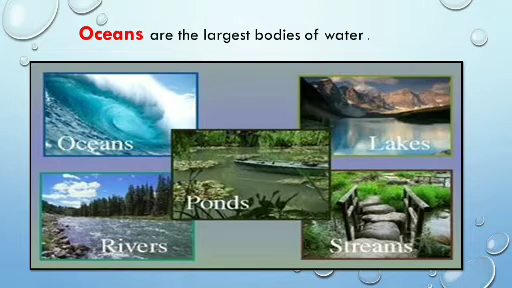 Oceans are the largest bodies of water .
Oceans
Lakes
Ponds
Rivers
Streams